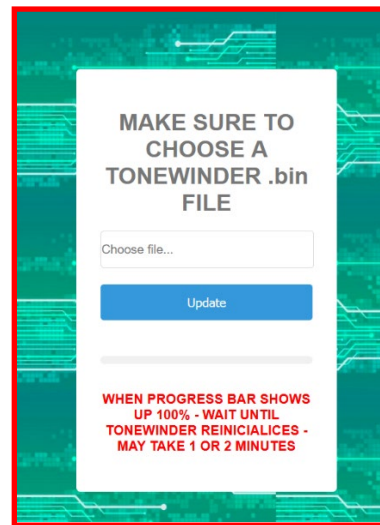 MAKE SURE TO
CHOOSE A
TONEWINDER .bin
FILE
Choose file...
Update
WHEN PROGRESS BAR SHOWS
UP 100% - WAIT UNTIL
TONEWINDER REINICIALICES -
MAY TAKE 1 OR 2 MINUTES